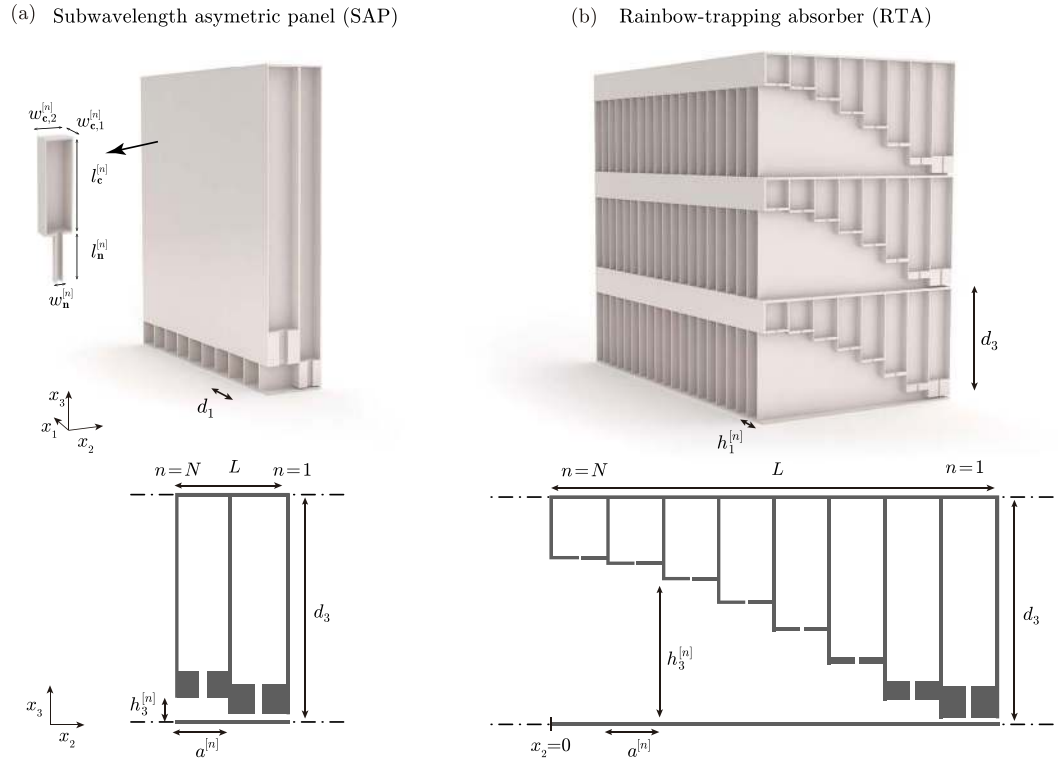 (a) Subwavelength asymetric panel (SAP)
(b) Rainbow-trapping absorber (RTA)
w_{c,2}^{[n]}
w_{c,1}^{[n]}
l_c^{[n]}
l_n^{[n]}
w_n^{[n]}
d_1
x_3
x_1
x_2
d_3
h_1^{[n]}
n=N L n=1
d_3
h_3^{[n]}
a^{[n]}
x_3
x_2
n=N L n=1
d_3
h_3^{[n]}
x_2=0
a^{[n]}